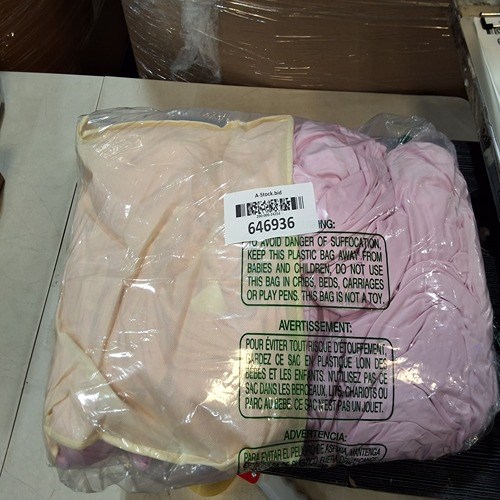 A-Stock.bid
646936
NG:
TO AVOID DANGER OF SUFFOCATION,
KEEP THIS PLASTIC BAG AWAY FROM
BABIES AND CHILDREN. DO NOT USE
THIS BAG IN CRIBS, BEDS, CARRIAGES
OR PLAY PENS. THIS BAG IS NOT A TOY.
AVERTISSEMENT:
POUR ÉVITER TOUT RISQUE D'ÉTOUFFEMENT,
GARDEZ CE SAC EN PLASTIQUE LOIN DES
BÉBÉS ET LES ENFANTS. N'UTILISEZ PAS CE
SAC DANS LES BERCEAUX, LITS, CHARIOTS OU
PARC AU BÉBÉ. CE SAC N'EST PAS UN JOUET.
ADVERTENCIA:
PARA EVITAR EL PELIGRO DE ASFIXIA, MANTENGA